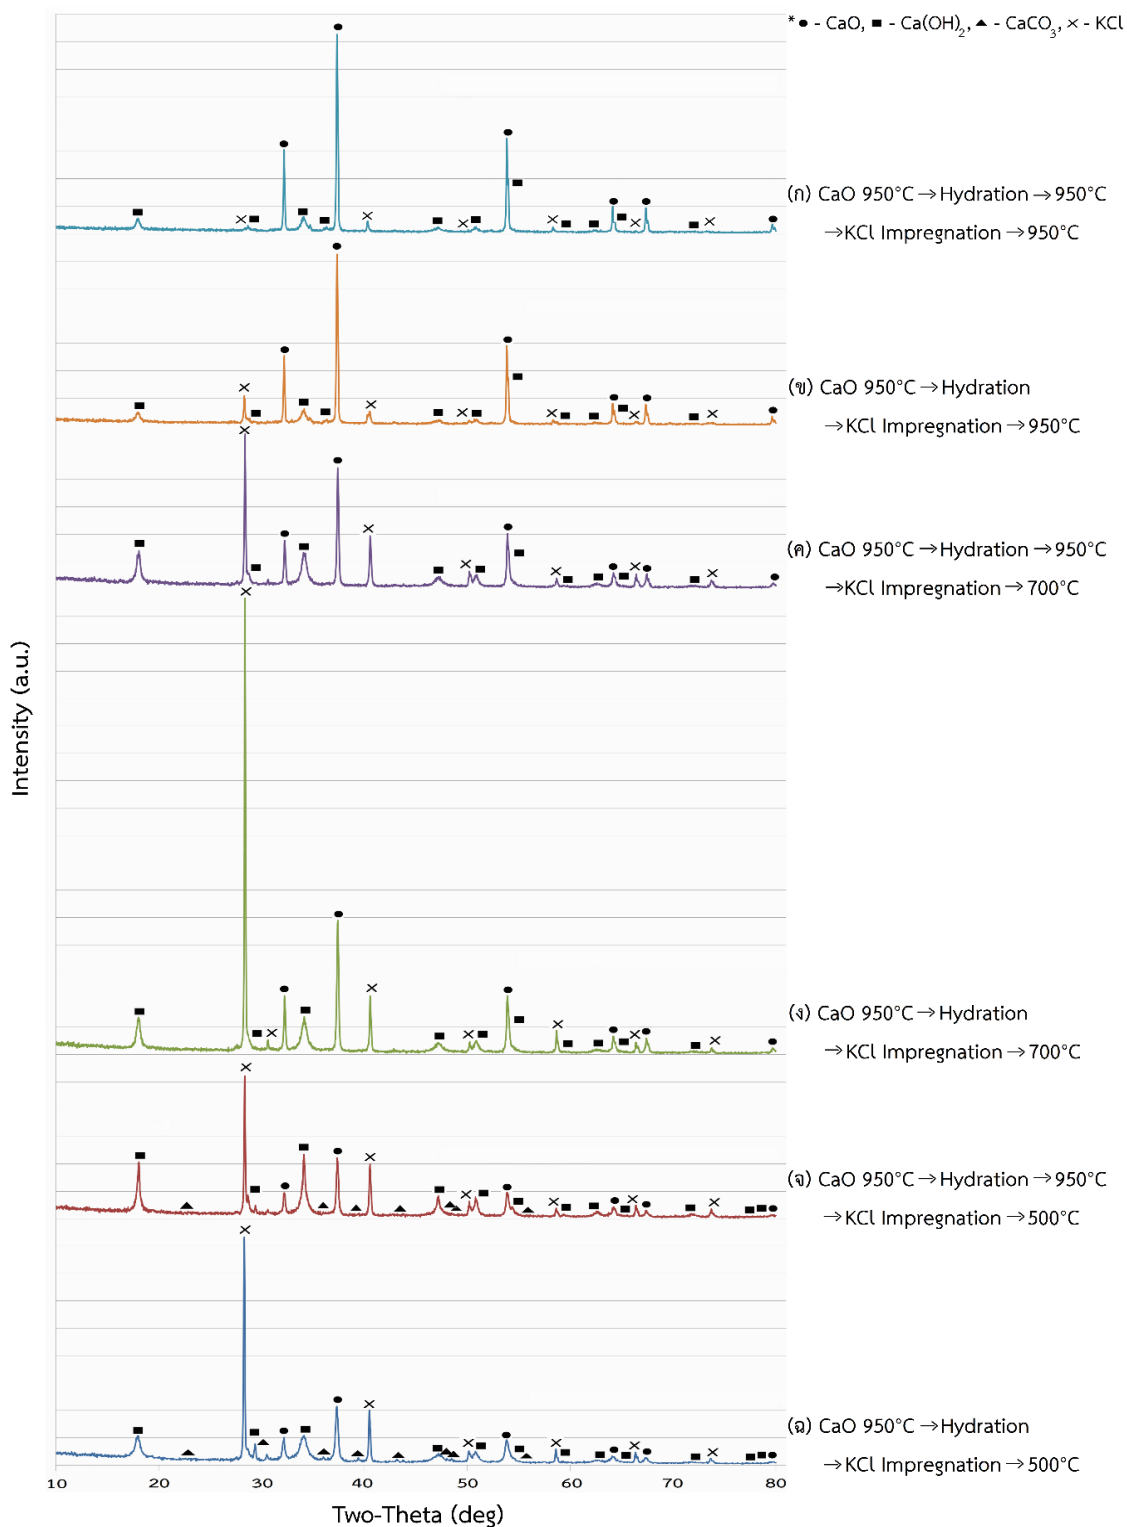 * ● - CaO, ■ - Ca(OH)₂, ▲ - CaCO₃, × - KCl
(ก) CaO 950°C → Hydration → 950°C
→ KCl Impregnation → 950°C
(ข) CaO 950°C → Hydration
→ KCl Impregnation → 950°C
(ค) CaO 950°C → Hydration → 950°C
→ KCl Impregnation → 700°C
(ง) CaO 950°C → Hydration
→ KCl Impregnation → 700°C
(จ) CaO 950°C → Hydration → 950°C
→ KCl Impregnation → 500°C
(ฉ) CaO 950°C → Hydration
→ KCl Impregnation → 500°C
Intensity (a.u.)
10 20 30 40 50 60 70 80
Two-Theta (deg)